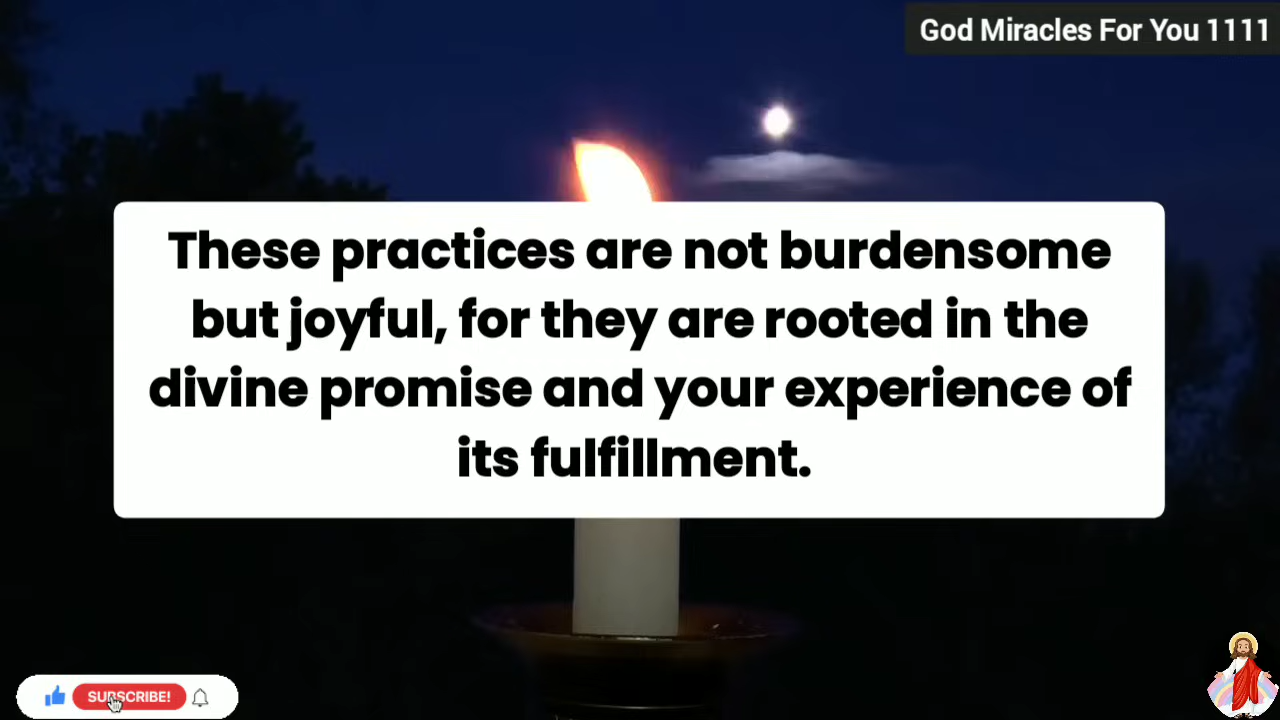 God Miracles For You 1111
These practices are not burdensome
but joyful, for they are rooted in the
divine promise and your experience of
its fulfillment.
SUBSCRIBE!